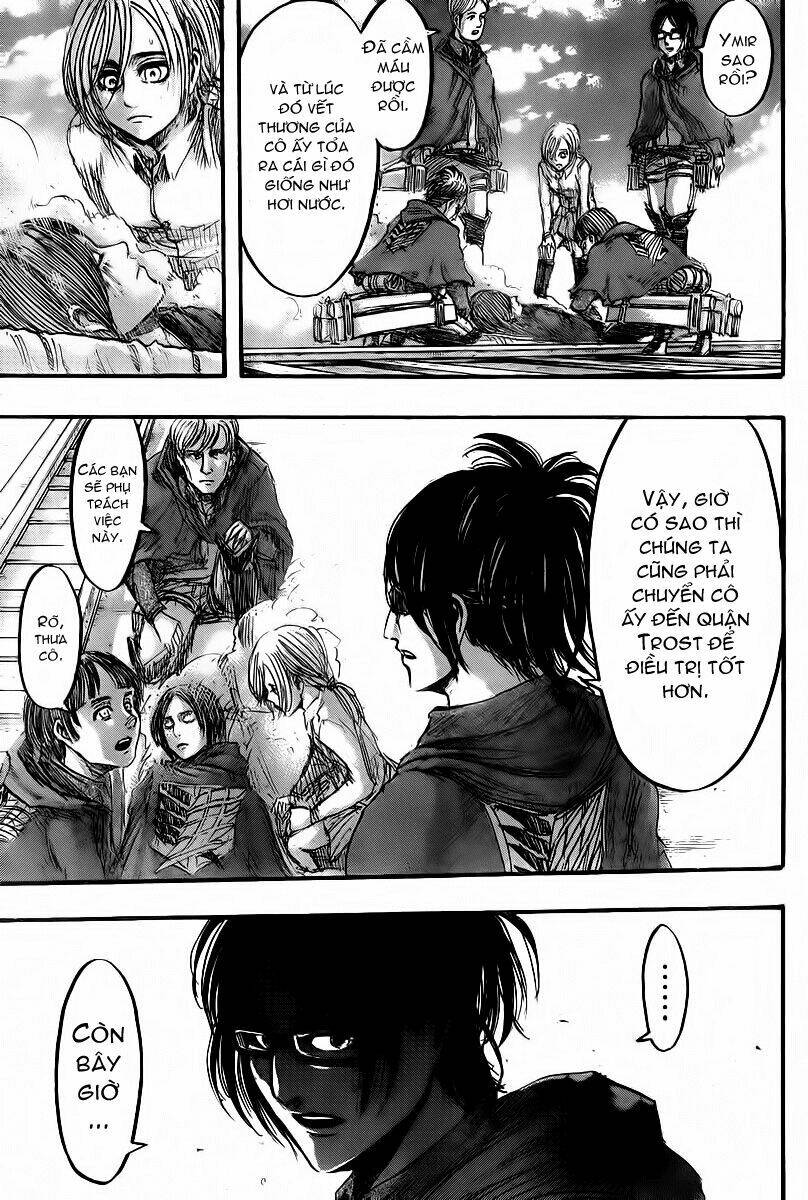 YMIR
SAO
RỒI?
ĐÃ CẦM
MÁU
ĐƯỢC
RỒI.
VÀ TỪ LÚC
ĐÓ VẾT
THƯƠNG CỦA
CÔ ẤY TỎA
RA CÁI GÌ ĐÓ
GIỐNG NHƯ
HƠI NƯỚC.
VẬY, GIỜ
CÓ SAO THÌ
CHÚNG TA
CŨNG PHẢI
CHUYỂN CÔ
ẤY ĐẾN QUẬN
TROST ĐỂ
ĐIỀU TRỊ TỐT
HƠN.
CÁC BẠN
SẼ PHỤ
TRÁCH
VIỆC
NÀY.
RÕ,
THƯA
CÔ.
......
CÒN
BÂY
GIỜ
...